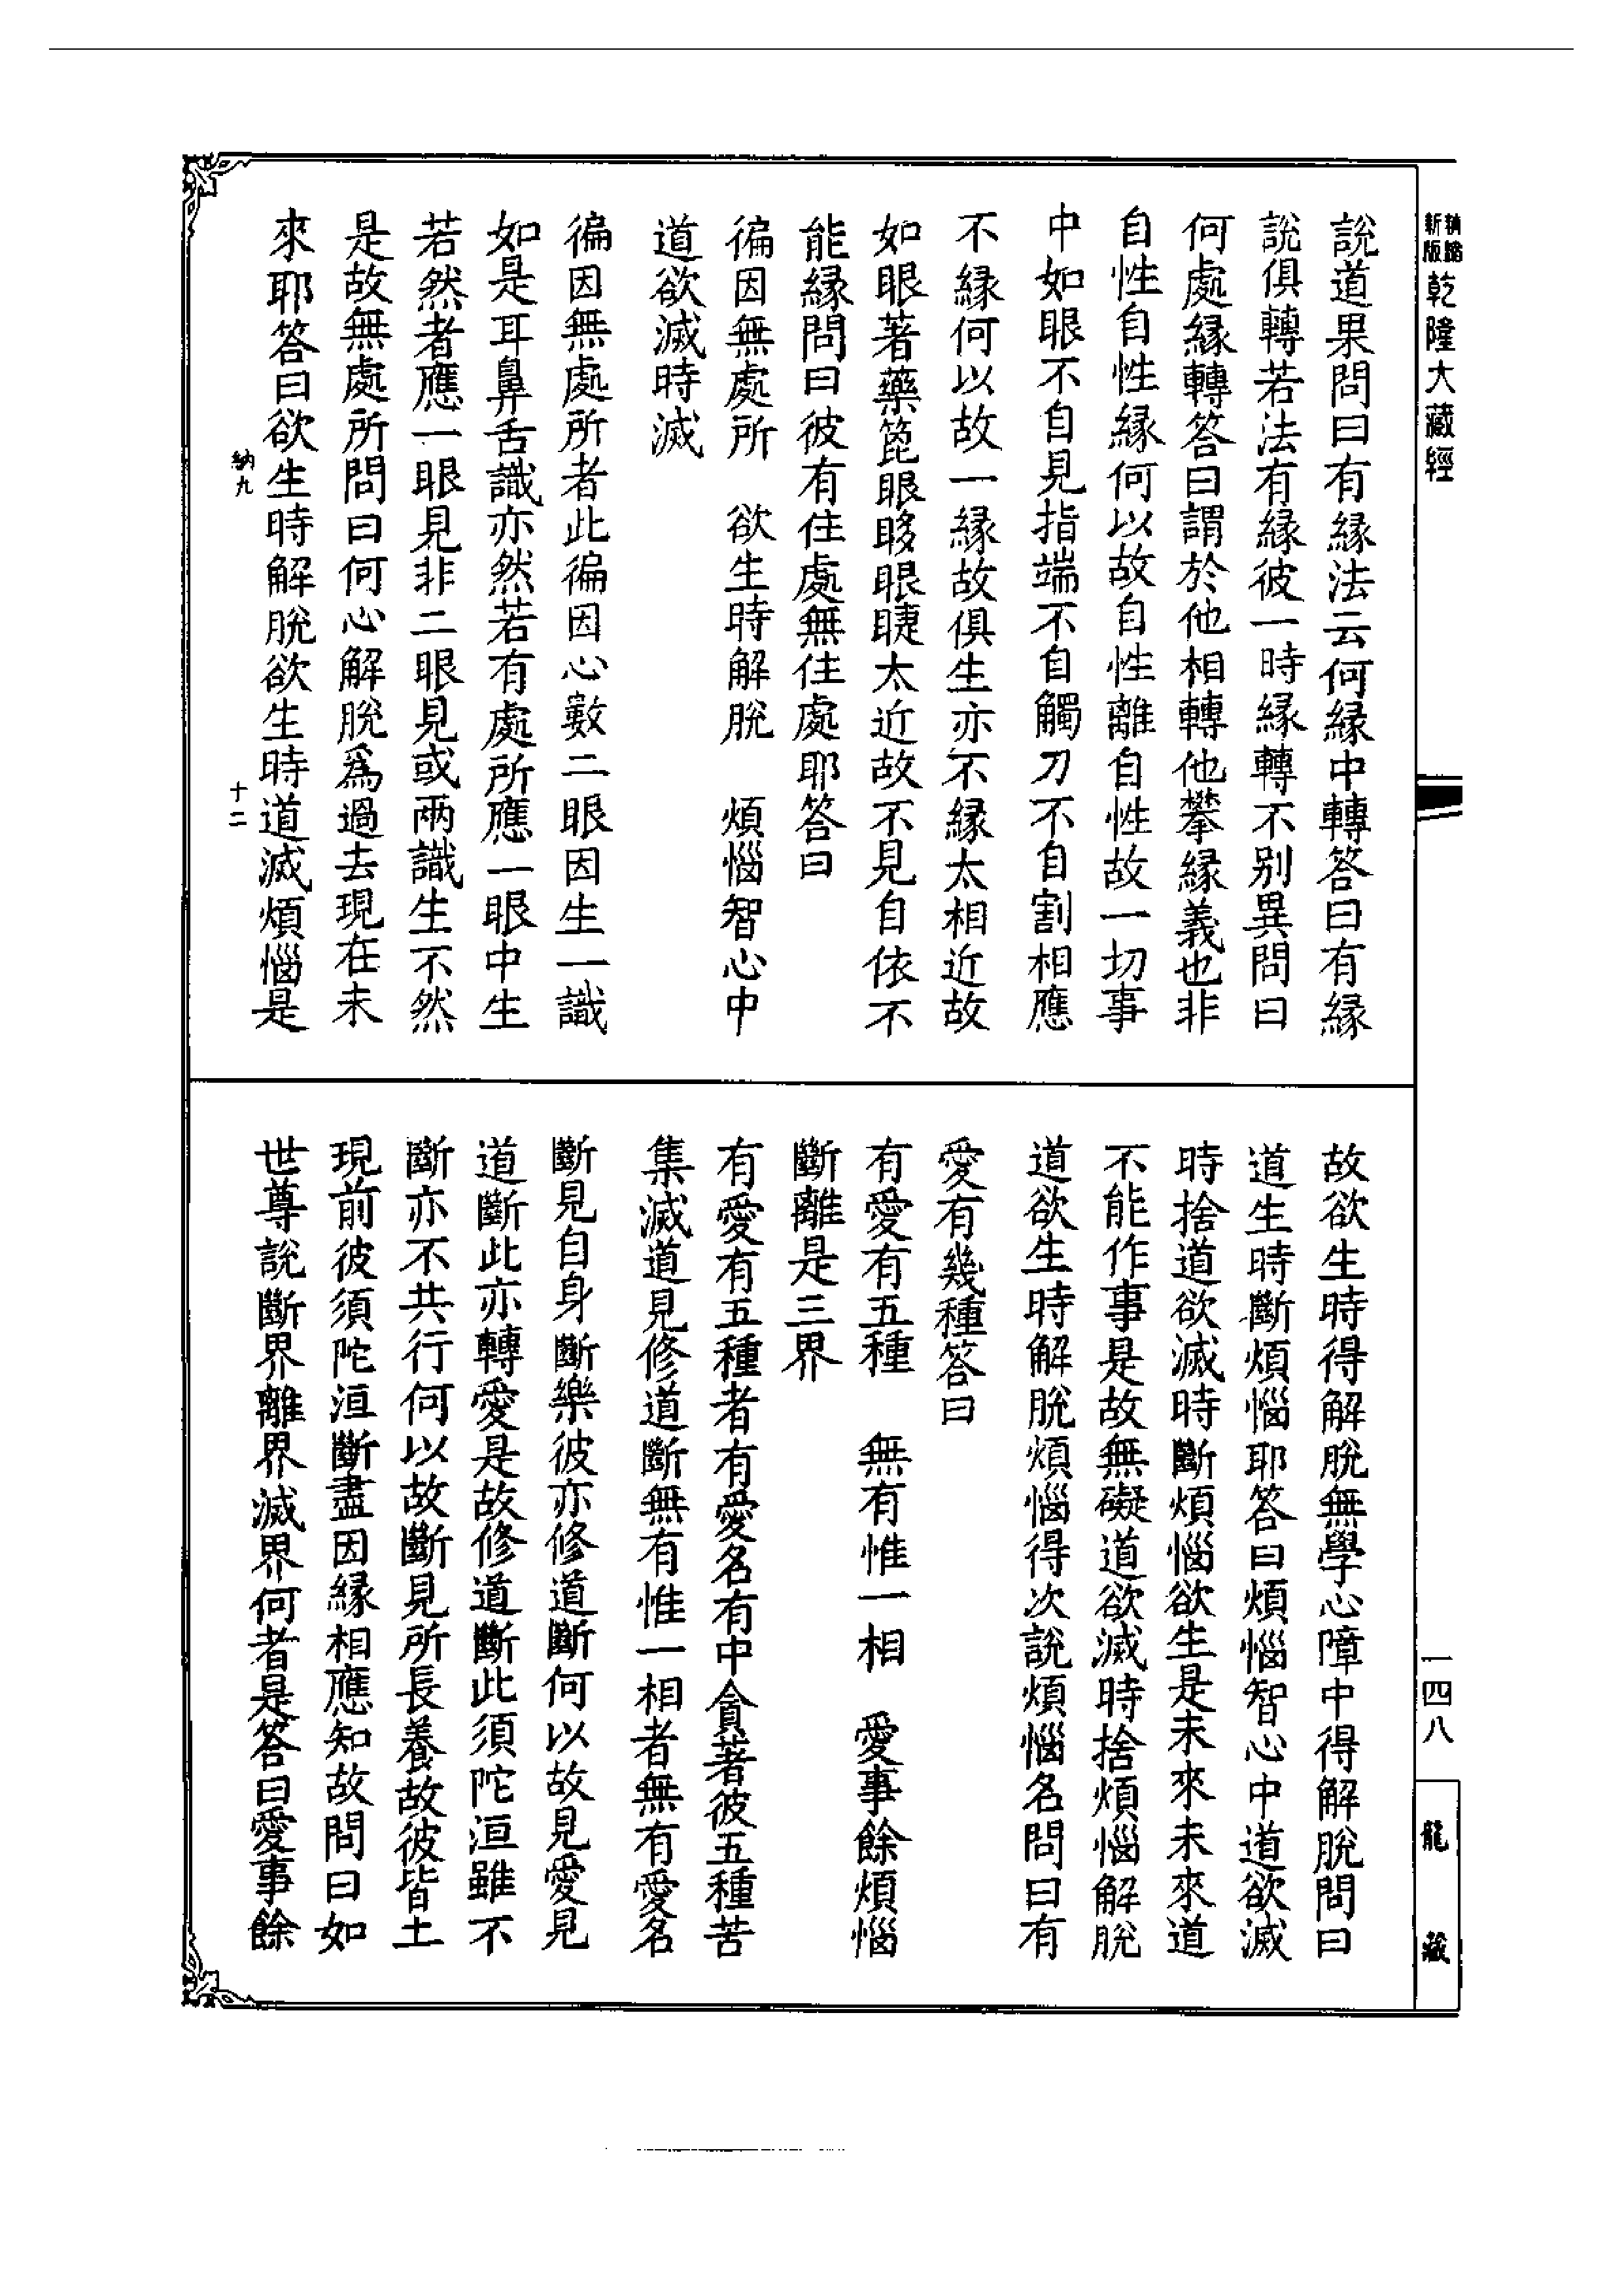 新版
乾隆大藏經
說道果問曰有緣法云何緣中轉答曰有緣
說俱轉若法有緣彼一時緣轉不別異問曰
何處緣轉答曰謂於他相轉他攀緣義也非
自性自性緣何以故自性離自性故一切事
中如眼不自見指端不自觸刀不自割相應
不緣何以故一緣故俱生亦不緣太相近故
如眼著藥篦眼眵眼睫太近故不見自依不
能緣問曰彼有住處無住處耶答曰
徧因無處所　欲生時解脫　煩惱智心中
道欲滅時滅
徧因無處所者此徧因心數二眼因生一識
如是耳鼻舌識亦然若有處所應一眼中生
若然者應一眼見非二眼見或兩識生不然
是故無處所問曰何心解脫為過去現在未
來耶答曰欲生時解脫欲生時道滅煩惱是
納九
十二
故欲生時得解脫無學心障中得解脫問曰
道生時斷煩惱耶答曰煩惱智心中道欲滅
時捨道欲滅時斷煩惱欲生是未來未來道
不能作事是故無礙道欲滅時捨煩惱解脫
道欲生時解脫煩惱得次說煩惱名問曰有
愛有幾種答曰
有愛有五種　無有惟一相　愛事餘煩惱
斷離是三界
有愛有五種者有愛名有中貪著彼五種苦
集滅道見修道斷無有惟一相者無有愛名
斷見自身斷樂彼亦修道斷何以故見愛見
道斷此亦轉愛是故修道斷此須陀洹雖不
斷亦不共行何以故斷見所長養故彼皆土
現前彼須陀洹斷盡因緣相應知故問曰如
世尊說斷界離界滅界何者是答曰愛事餘
一四八
龍藏